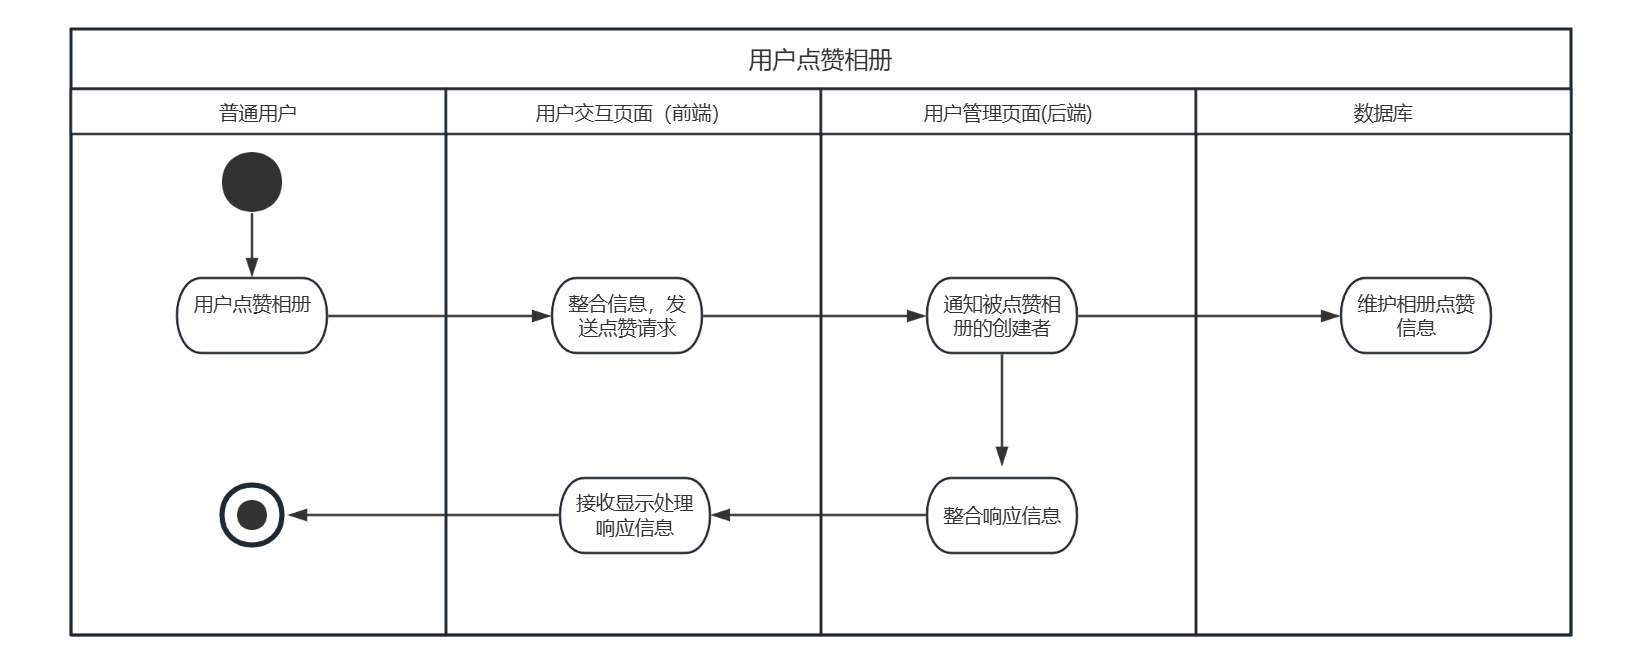 用户点赞相册
普通用户
用户交互页面（前端）
用户管理页面(后端)
数据库
用户点赞相册
整合信息，发
送点赞请求
通知被点赞相
册的创建者
维护相册点赞
信息
接收显示处理
响应信息
整合响应信息